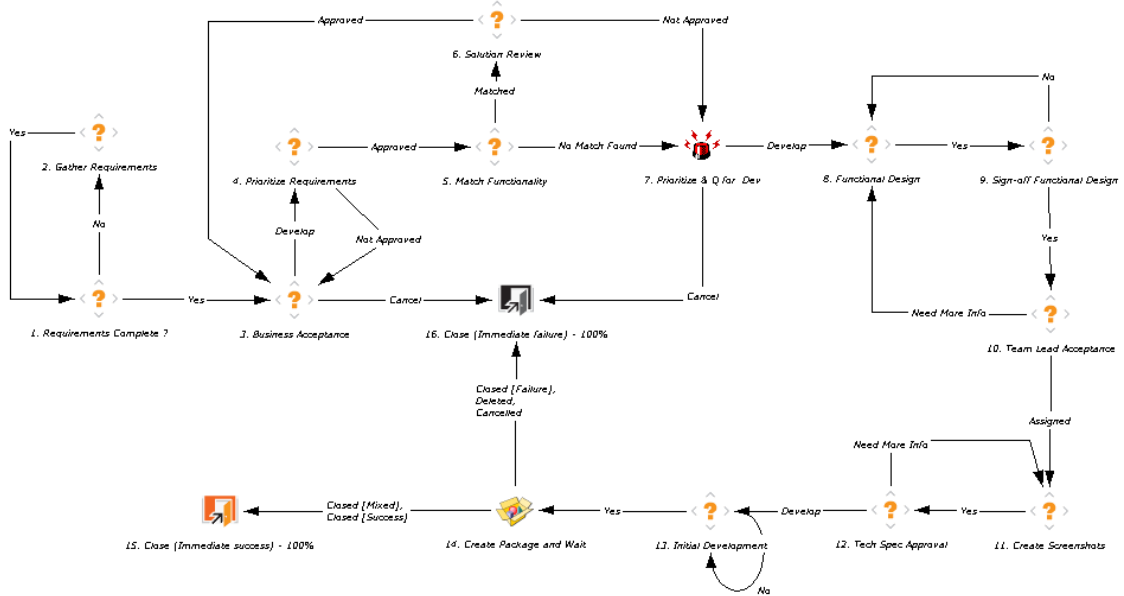 Approved
Not Approved
6. Solution Review
Matched
No
Yes
2. Gather Requirements
Approved
No Match Found
Develop
Yes
4. Prioritize Requirements
5. Match Functionality
7. Prioritize & Q for Dev
8. Functional Design
9. Sign-off Functional Design
No
Develop
Not Approved
Yes
Yes
Cancel
Cancel
Need More Info
1. Requirements Complete ?
3. Business Acceptance
16. Close (Immediate failure) - 100%
10. Team Lead Acceptance
Closed [Failure],
Deleted,
Cancelled
Assigned
Need More Info
Closed [Mixed],
Closed [Success]
Yes
Develop
Yes
15. Close (Immediate success) - 100%
14. Create Package and Wait
13. Initial Development
12. Tech Spec Approval
11. Create Screenshots
No